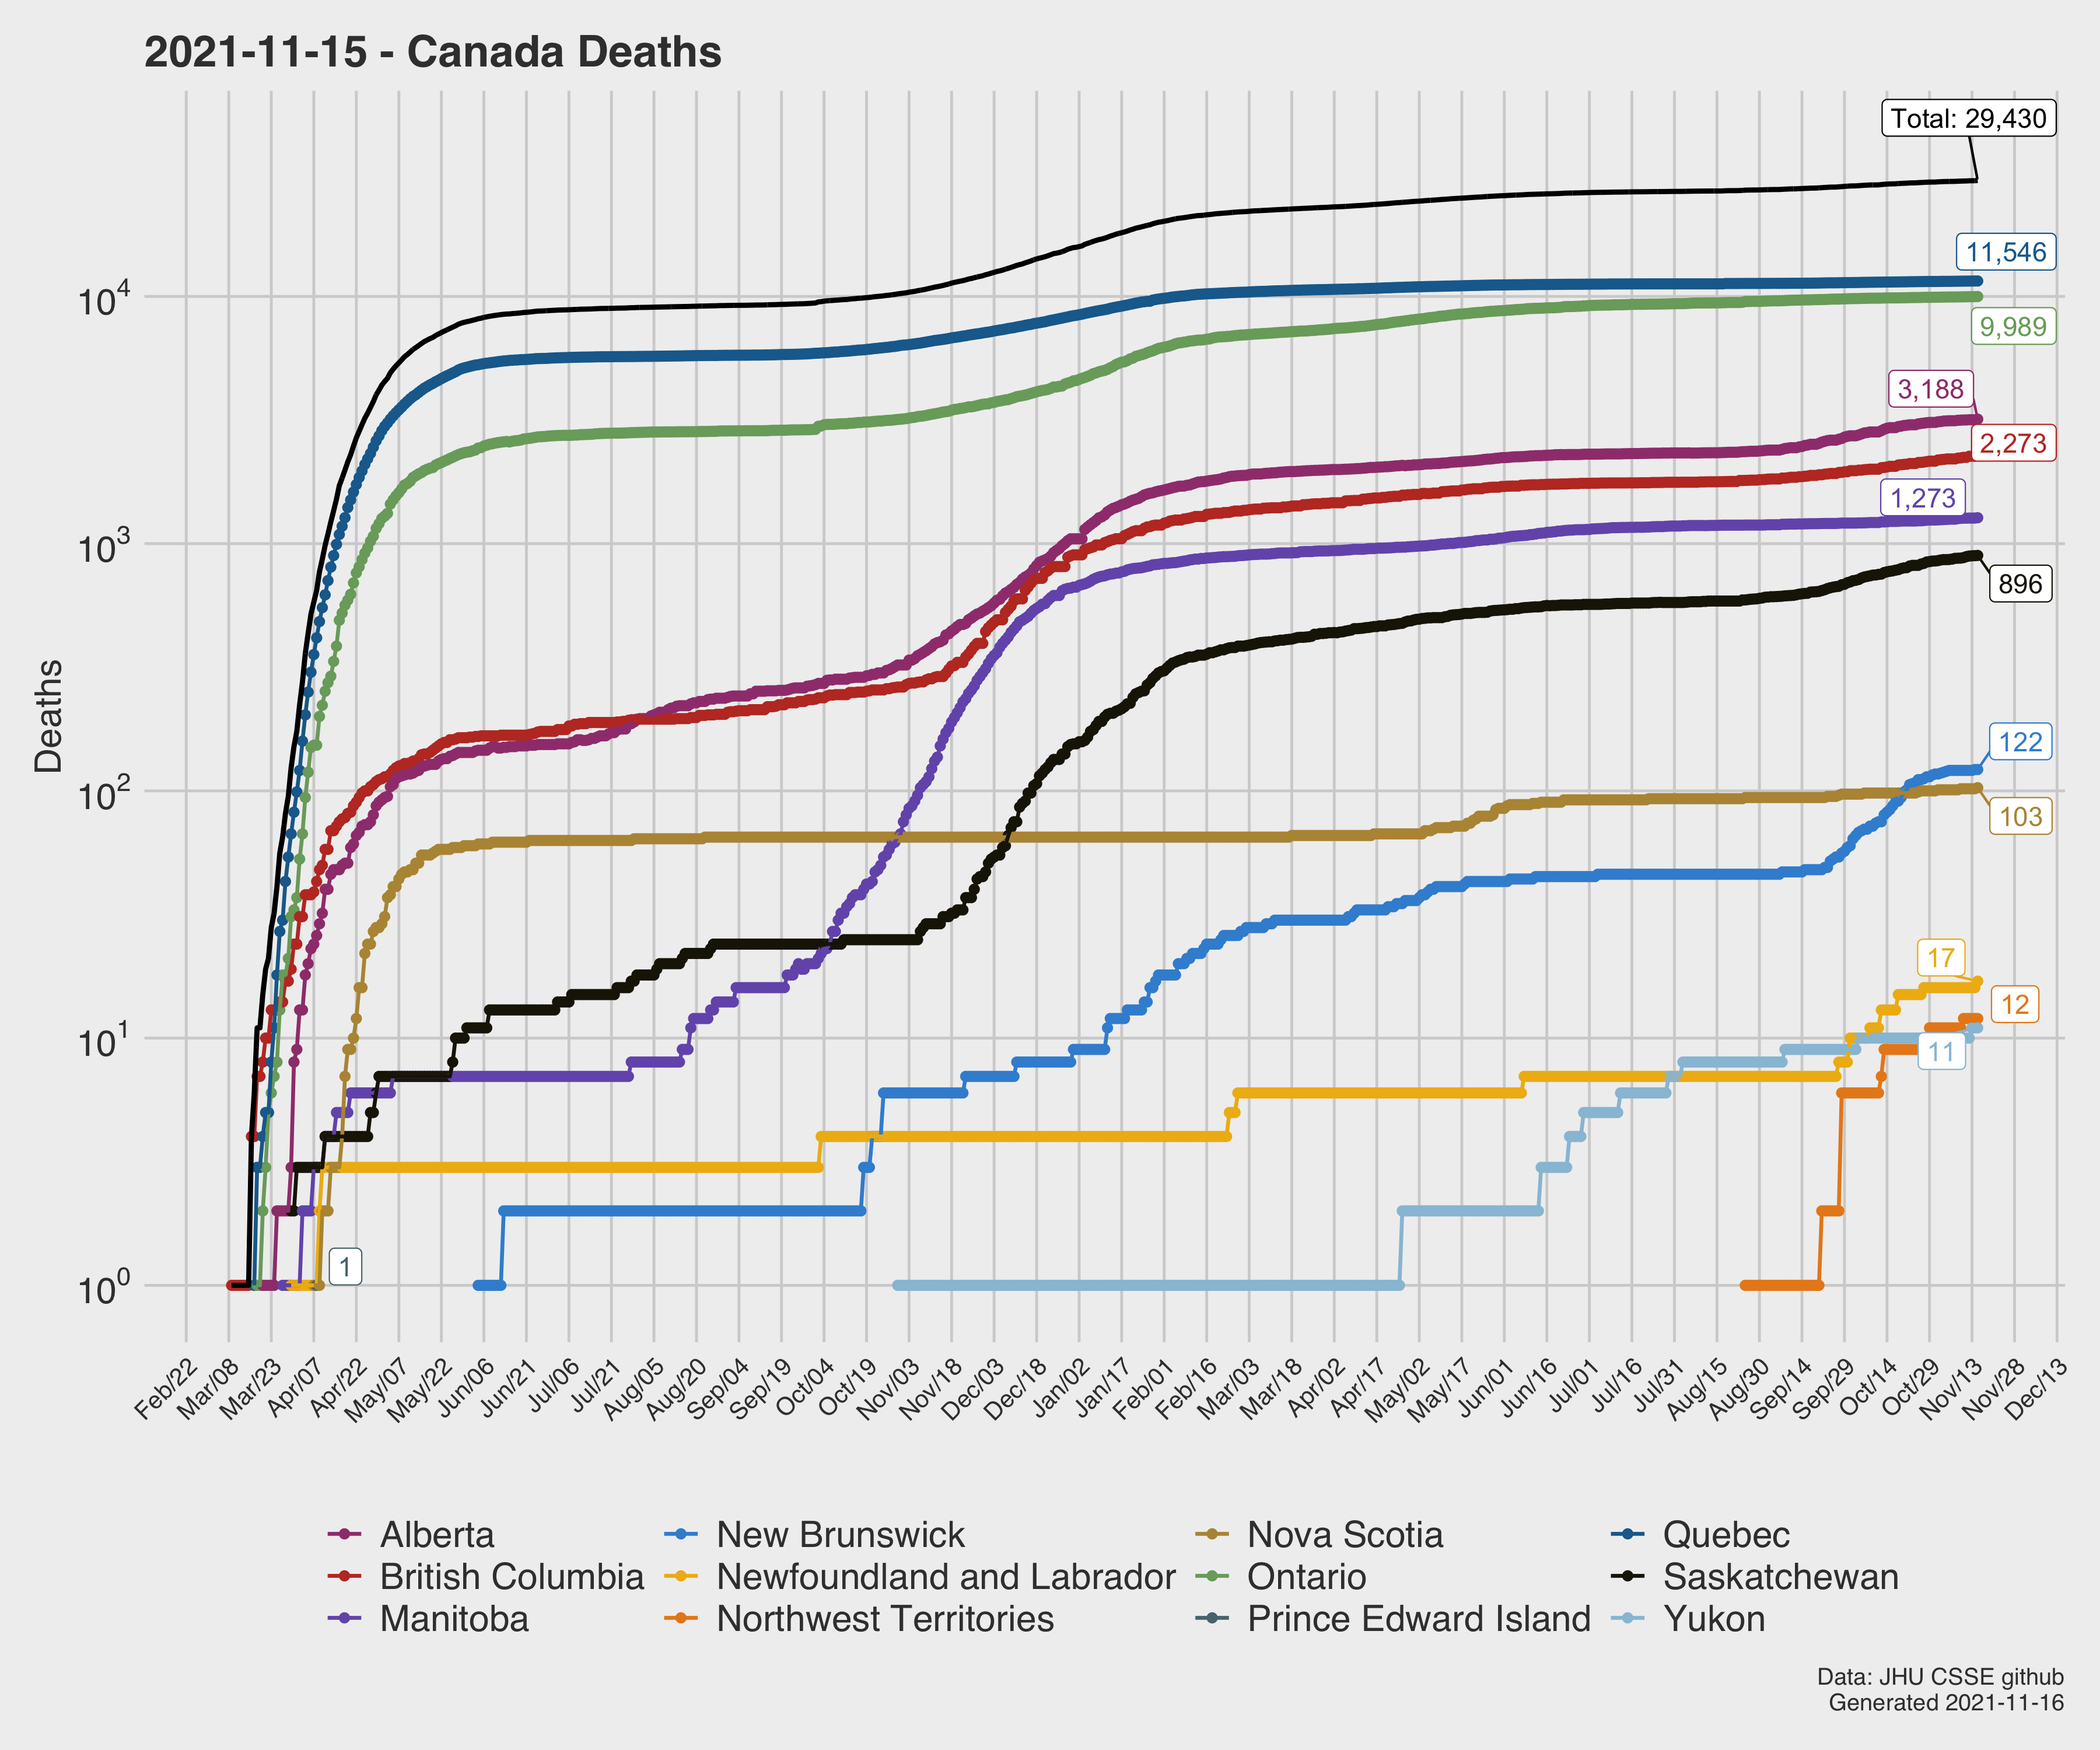 2021-11-15 - Canada Deaths
Total: 29,430
11,546
9,989
3,188
2,273
1,273
896
122
103
17
12
11
1
Deaths
10^4
10^3
10^2
10^1
10^0
Feb/22 Mar/08 Mar/23 Apr/07 Apr/22 May/07 May/22 Jun/06 Jun/21 Jul/06 Jul/21 Aug/05 Aug/20 Sep/04 Sep/19 Oct/04 Oct/19 Nov/03 Nov/18 Dec/03 Dec/18 Jan/02 Jan/17 Feb/01 Feb/16 Mar/03 Mar/18 Apr/02 Apr/17 May/02 May/17 Jun/01 Jun/16 Jul/01 Jul/16 Jul/31 Aug/15 Aug/30 Sep/14 Sep/29 Oct/14 Oct/29 Nov/13 Nov/28 Dec/13
Alberta New Brunswick Nova Scotia Quebec
British Columbia Newfoundland and Labrador Ontario Saskatchewan
Manitoba Northwest Territories Prince Edward Island Yukon
Data: JHU CSSE github
Generated 2021-11-16